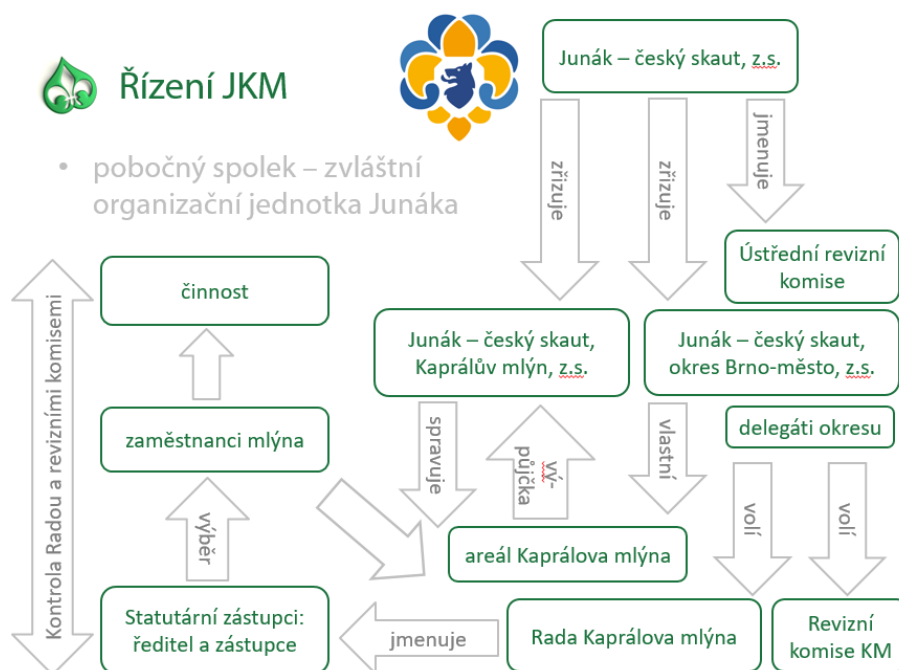 Řízení JKM
• pobočný spolek – zvláštní
organizační jednotka Junáka
Junák – český skaut, z.s.
zřizuje
zřizuje
jmenuje
Ústřední revizní
komise
Junák – český skaut,
Kaprálův mlýn, z.s.
Junák – český skaut,
okres Brno-město, z.s.
delegáti okresu
spravuje
vý-
půjčka
vlastní
volí
volí
areál Kaprálova mlýna
Rada Kaprálova mlýna
Revizní
komise KM
jmenuje
Statutární zástupci:
ředitel a zástupce
výběr
zaměstnanci mlýna
činnost
Kontrola Radou a revizními komisemi